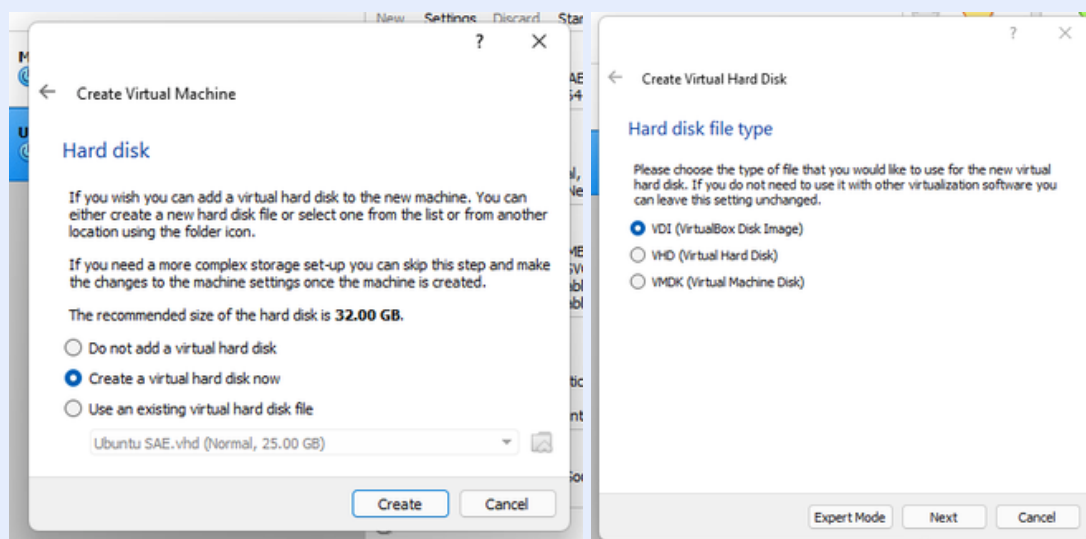 New Settings Discard
?
Create Virtual Machine
Hard disk
If you wish you can add a virtual hard disk to the new machine. You can
either create a new hard disk file or select one from the list or from another
location using the folder icon.
If you need a more complex storage set-up you can skip this step and make
the changes to the machine settings once the machine is created.
The recommended size of the hard disk is 32.00 GB.
Do not add a virtual hard disk
Create a virtual hard disk now
Use an existing virtual hard disk file
Ubuntu SAE.vhd (Normal, 25.00 GB)
Create Cancel
?
Create Virtual Hard Disk
Hard disk file type
Please choose the type of file that you would like to use for the new virtual
hard disk. If you do not need to use it with other virtualization software you
can leave this setting unchanged.
VDI (VirtualBox Disk Image)
VHD (Virtual Hard Disk)
VMDK (Virtual Machine Disk)
Expert Mode Next Cancel